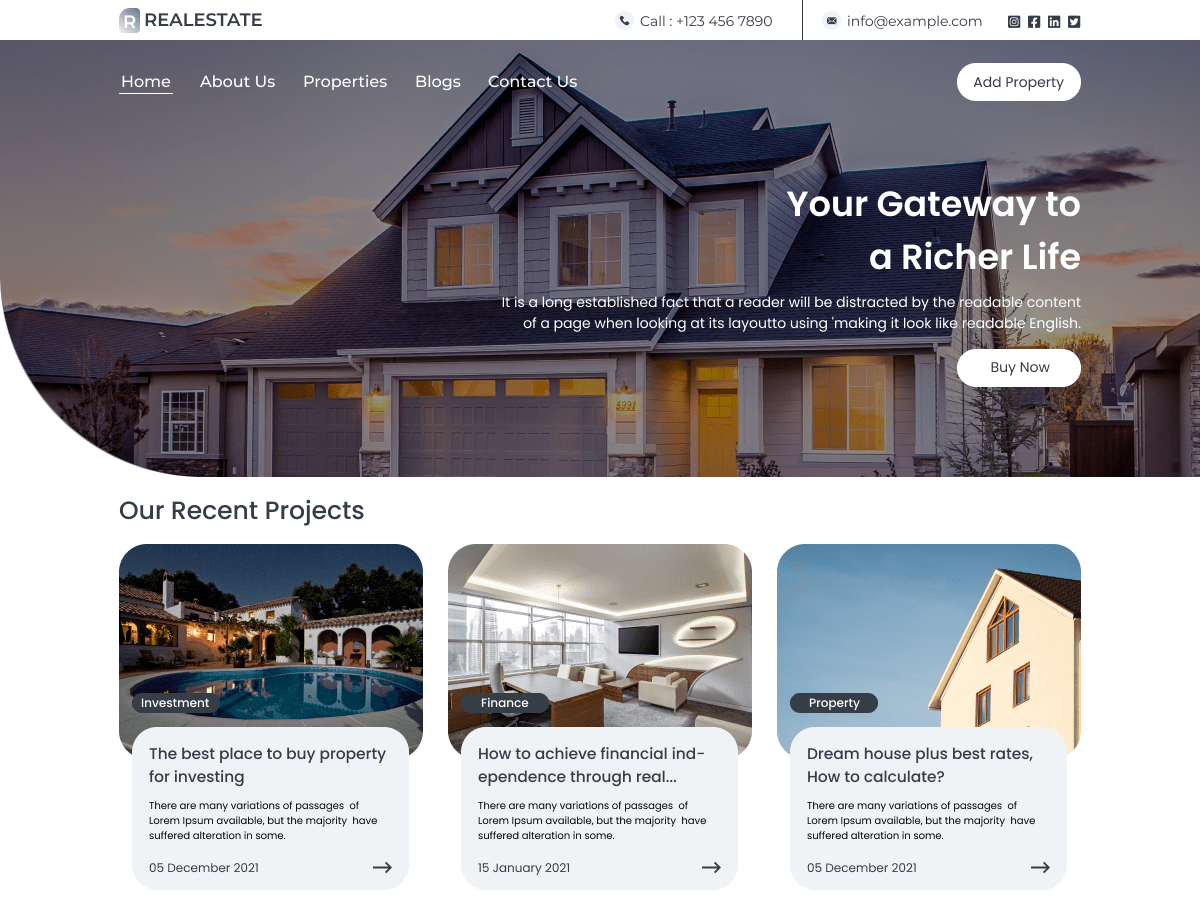 R REALESTATE
Call : +123 456 7890
info@example.com
Home About Us Properties Blogs Contact Us
Add Property
Your Gateway to
a Richer Life
It is a long established fact that a reader will be distracted by the readable content
of a page when looking at its layoutto using 'making it look like readable English.
Buy Now
5931
Our Recent Projects
Investment
The best place to buy property
for investing
There are many variations of passages of
Lorem Ipsum available, but the majority have
suffered alteration in some.
05 December 2021
Finance
How to achieve financial ind-
ependence through real...
There are many variations of passages of
Lorem Ipsum available, but the majority have
suffered alteration in some.
15 January 2021
Property
Dream house plus best rates,
How to calculate?
There are many variations of passages of
Lorem Ipsum available, but the majority have
suffered alteration in some.
05 December 2021